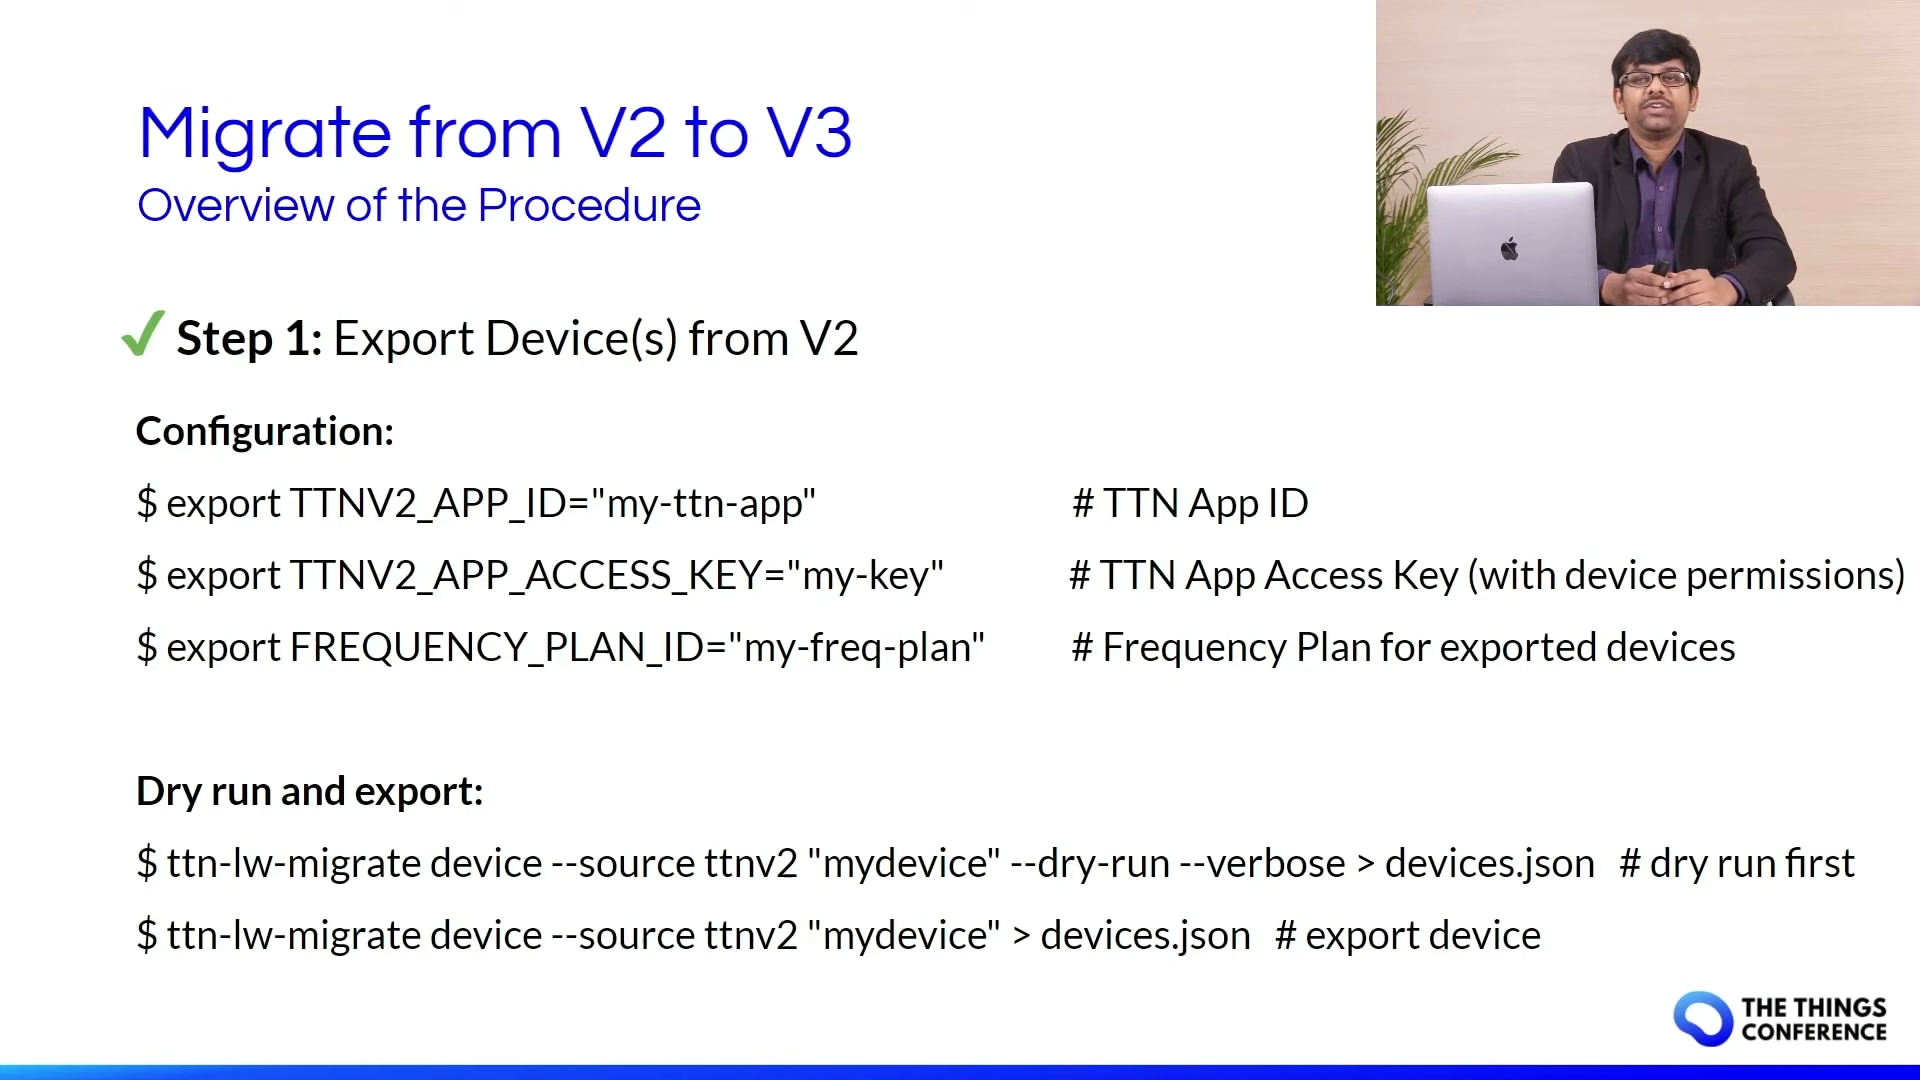 Migrate from V2 to V3
Overview of the Procedure
✔ Step 1: Export Device(s) from V2
Configuration:
$ export TTNV2_APP_ID="my-ttn-app" # TTN App ID
$ export TTNV2_APP_ACCESS_KEY="my-key" # TTN App Access Key (with device permissions)
$ export FREQUENCY_PLAN_ID="my-freq-plan" # Frequency Plan for exported devices
Dry run and export:
$ ttn-lw-migrate device --source ttnv2 "mydevice" --dry-run --verbose > devices.json # dry run first
$ ttn-lw-migrate device --source ttnv2 "mydevice" > devices.json # export device
THE THINGS
CONFERENCE